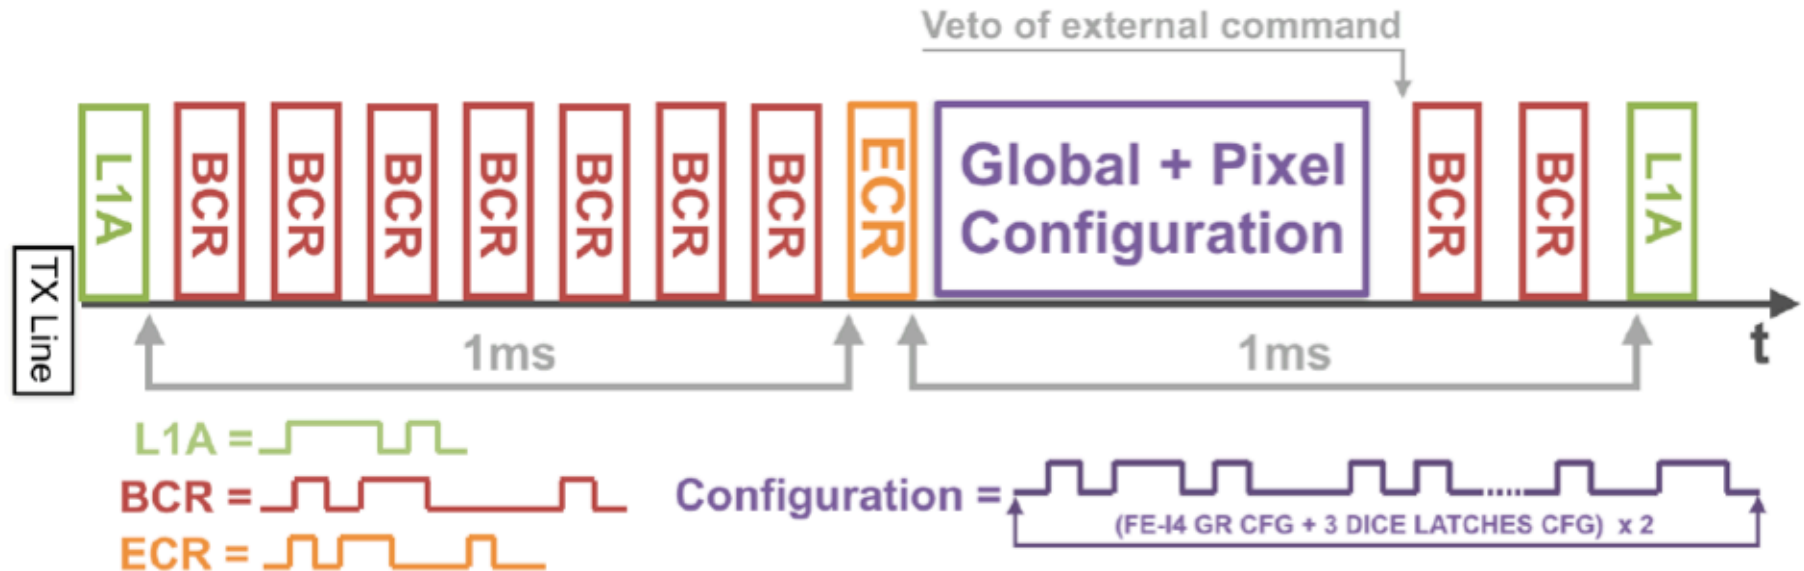 Veto of external command
L1A
BCR
BCR
BCR
BCR
BCR
BCR
BCR
ECR
Global + Pixel
Configuration
BCR
BCR
L1A
TX Line
1ms
1ms
t
L1A =
BCR =
ECR =
Configuration =
(FE-I4 GR CFG + 3 DICE LATCHES CFG) x 2